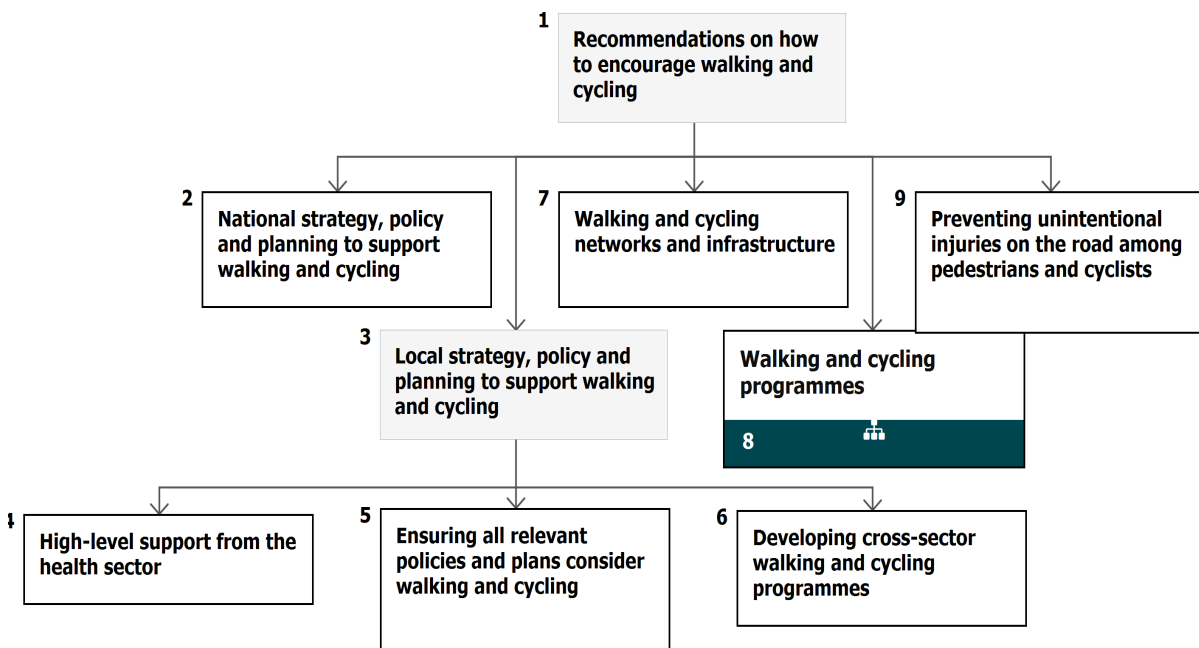 1
Recommendations on how
to encourage walking and
cycling
2
National strategy, policy
and planning to support
walking and cycling
7
Walking and cycling
networks and infrastructure
9
Preventing unintentional
injuries on the road among
pedestrians and cyclists
3
Local strategy, policy and
planning to support walking
and cycling
Walking and cycling
programmes
8
4
High-level support from the
health sector
5
Ensuring all relevant
policies and plans consider
walking and cycling
6
Developing cross-sector
walking and cycling
programmes